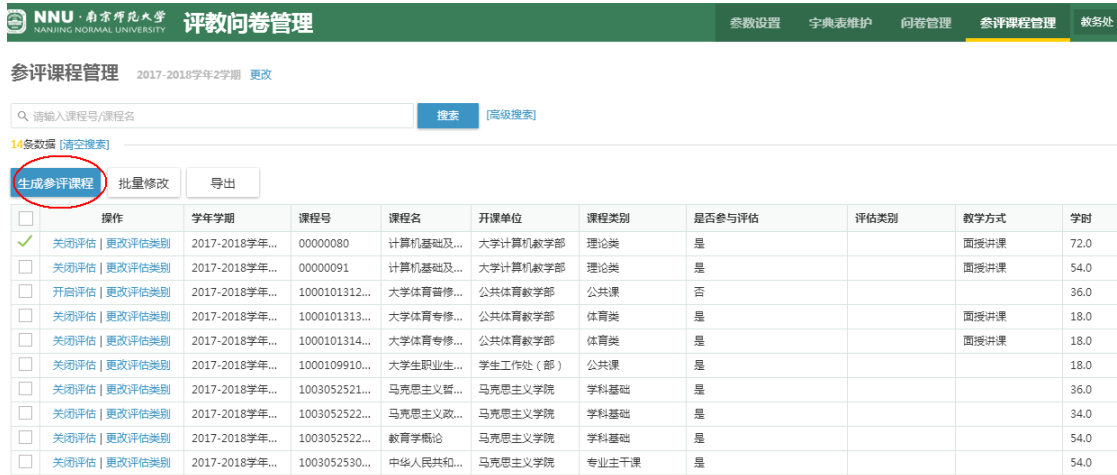 NNU · 南京师范大学 评教问卷管理 参数设置 字典表维护 问卷管理 参评课程管理 教务处
NANJING NORMAL UNIVERSITY
参评课程管理 2017-2018学年2学期 更改
请输入课程号/课程名 搜索 [高级搜索]
14条数据 [清空搜索]
生成参评课程 批量修改 导出
操作 学年学期 课程号 课程名 开课单位 课程类别 是否参与评估 评估类别 教学方式 学时
关闭评估 | 更改评估类别 2017-2018学年... 00000080 计算机基础及... 大学计算机教学部 理论类 是 面授讲课 72.0
关闭评估 | 更改评估类别 2017-2018学年... 00000091 计算机基础及... 大学计算机教学部 理论类 是 面授讲课 54.0
开启评估 | 更改评估类别 2017-2018学年... 1000101312... 大学体育普修... 公共体育教学部 公共课 否 36.0
关闭评估 | 更改评估类别 2017-2018学年... 1000101313... 大学体育专修... 公共体育教学部 体育类 是 面授讲课 18.0
关闭评估 | 更改评估类别 2017-2018学年... 1000101314... 大学体育专修... 公共体育教学部 体育类 是 面授讲课 18.0
关闭评估 | 更改评估类别 2017-2018学年... 1000109910... 大学生职业生... 学生工作处（部） 公共课 是 18.0
关闭评估 | 更改评估类别 2017-2018学年... 1003052521... 马克思主义哲... 马克思主义学院 学科基础 是 36.0
关闭评估 | 更改评估类别 2017-2018学年... 1003052522... 马克思主义政... 马克思主义学院 学科基础 是 34.0
关闭评估 | 更改评估类别 2017-2018学年... 1003052522... 教育学概论 马克思主义学院 学科基础 是 54.0
关闭评估 | 更改评估类别 2017-2018学年... 1003052530... 中华人民共和... 马克思主义学院 专业主干课 是 54.0